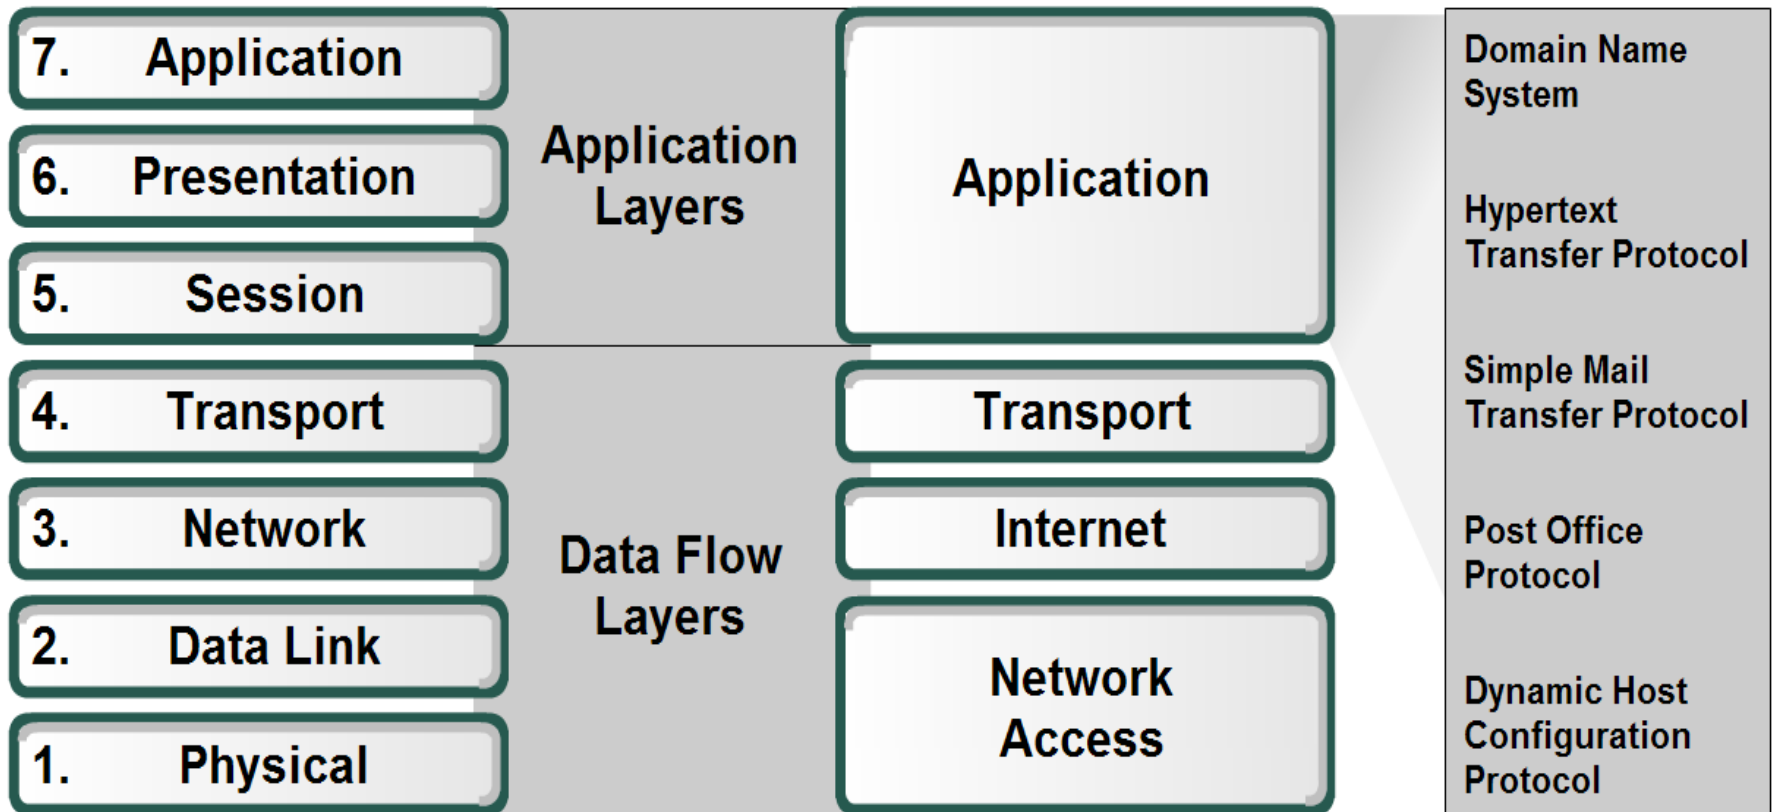 7. Application
6. Presentation
5. Session
4. Transport
3. Network
2. Data Link
1. Physical
Application
Layers
Data Flow
Layers
Application
Transport
Internet
Network
Access
Domain Name
System
Hypertext
Transfer Protocol
Simple Mail
Transfer Protocol
Post Office
Protocol
Dynamic Host
Configuration
Protocol